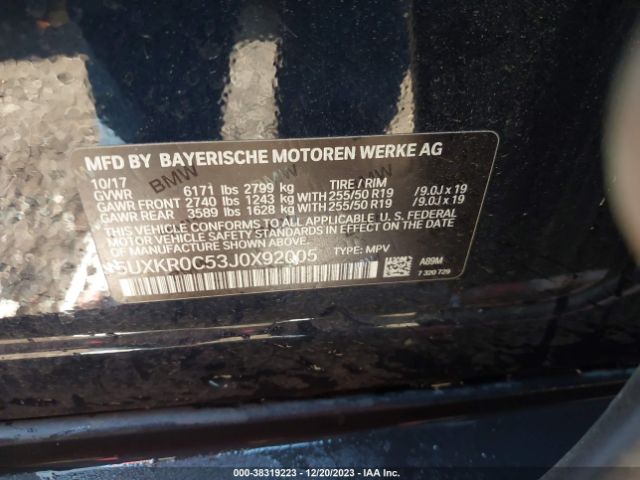 MFD BY BAYERISCHE MOTOREN WERKE AG
10/17 BMW BMW
GVWR 6171 lbs 2799 kg TIRE / RIM
GAWR FRONT 2740 lbs 1243 kg WITH 255/50 R19 /9.0J x 19
GAWR REAR 3589 lbs 1628 kg WITH 255/50 R19 /9.0J x 19
THIS VEHICLE CONFORMS TO ALL APPLICABLE U. S. FEDERAL
MOTOR VEHICLE SAFETY STANDARDS IN EFFECT ON THE
DATE OF MANUFACTURE SHOWN ABOVE.
5UXKR0C53J0X92005 TYPE: MPV
A89M
7 320 729
000-38319223 - 12/20/2023 - IAA Inc.